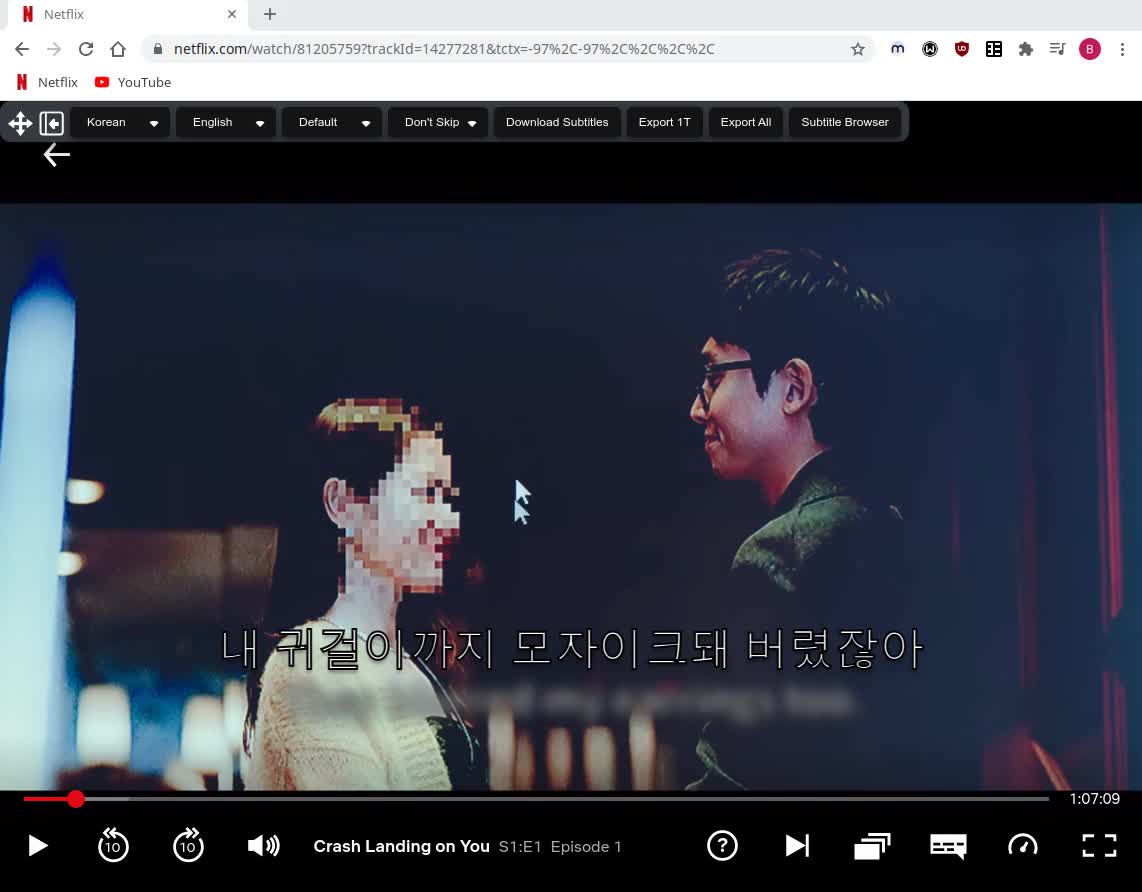 Netflix
netflix.com/watch/81205759?trackId=14277281&tctx=-97%2C-97%2C%2C%2C%2C
B
Netflix YouTube
Korean English Default Don't Skip Download Subtitles Export 1T Export All Subtitle Browser
내 귀걸이까지 모자이크돼 버렸잖아
my earrings too.
1:07:09
10 10 Crash Landing on You S1:E1 Episode 1 ?